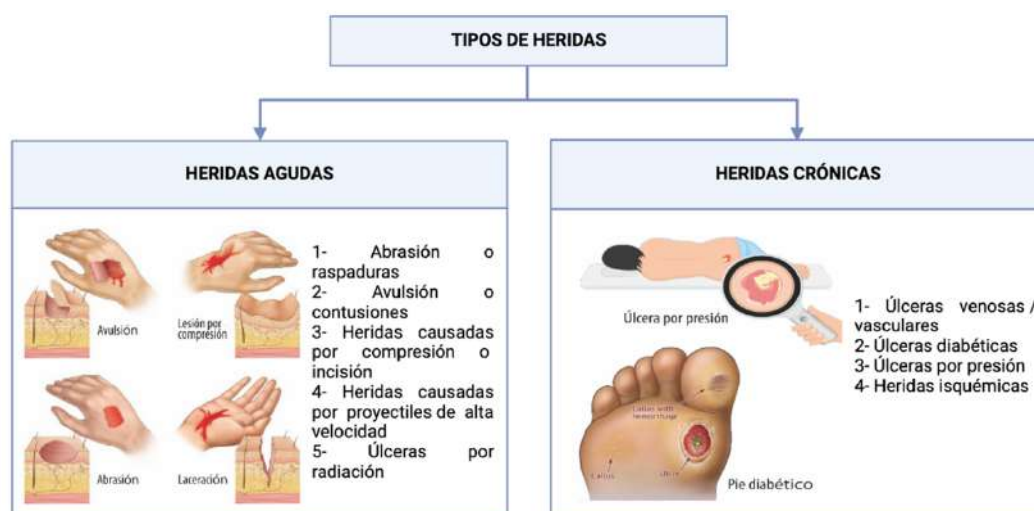 TIPOS DE HERIDAS
HERIDAS AGUDAS
Avulsión
Lesión por
compresión
Abrasión
Laceración
1- Abrasión o
raspaduras
2- Avulsión o
contusiones
3- Heridas causadas
por compresión o
incisión
4- Heridas causadas
por proyectiles de alta
velocidad
5- Úlceras por
radiación
HERIDAS CRÓNICAS
Úlcera por presión
Callus with
hemorrhage
Callus
Ulcer
Pie diabético
1- Úlceras venosas /
vasculares
2- Úlceras diabéticas
3- Úlceras por presión
4- Heridas isquémicas